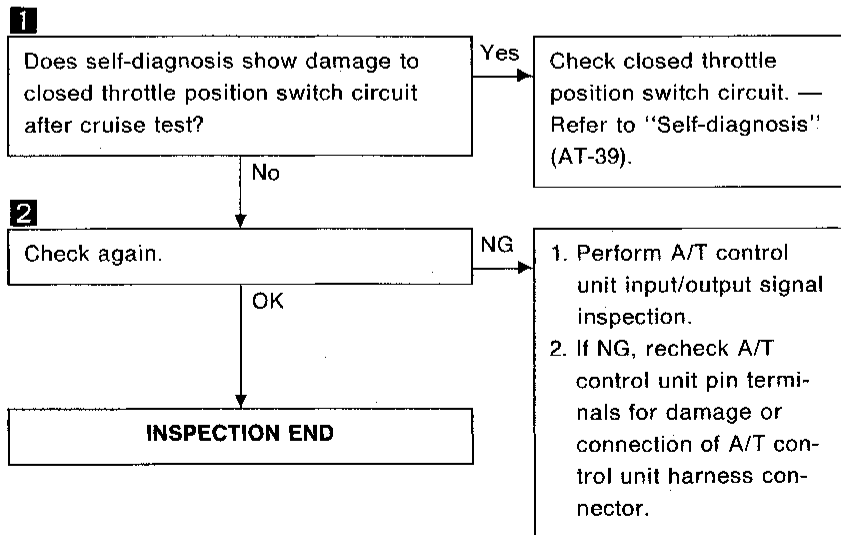 1
Does self-diagnosis show damage to
closed throttle position switch circuit
after cruise test?
Yes
Check closed throttle
position switch circuit. —
Refer to "Self-diagnosis"
(AT-39).
No
2
Check again.
NG
1. Perform A/T control
unit input/output signal
inspection.
2. If NG, recheck A/T
control unit pin termi-
nals for damage or
connection of A/T con-
trol unit harness con-
nector.
OK
INSPECTION END